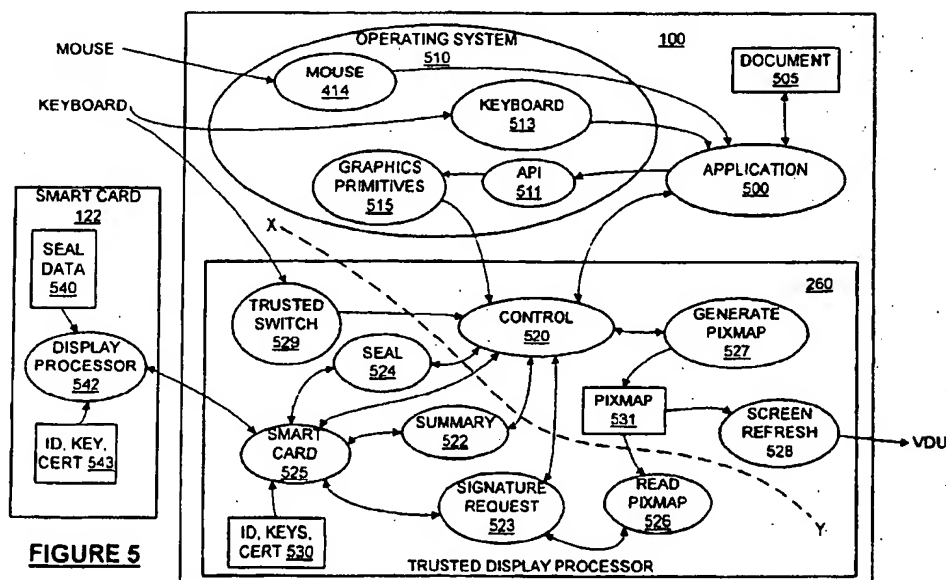 OPERATING SYSTEM
510
100
MOUSE
MOUSE
414
DOCUMENT
505
KEYBOARD
KEYBOARD
513
GRAPHICS
PRIMITIVES
515
API
511
APPLICATION
500
SMART CARD
122
SEAL
DATA
540
DISPLAY
PROCESSOR
542
ID, KEY,
CERT 543
X
260
TRUSTED
SWITCH
529
CONTROL
520
GENERATE
PIXMAP
527
SEAL
524
PIXMAP
531
SCREEN
REFRESH
528
VDU
SUMMARY
522
SMART
CARD
525
SIGNATURE
REQUEST
523
READ
PIXMAP
526
Y
ID, KEYS,
CERT 530
TRUSTED DISPLAY PROCESSOR
FIGURE 5